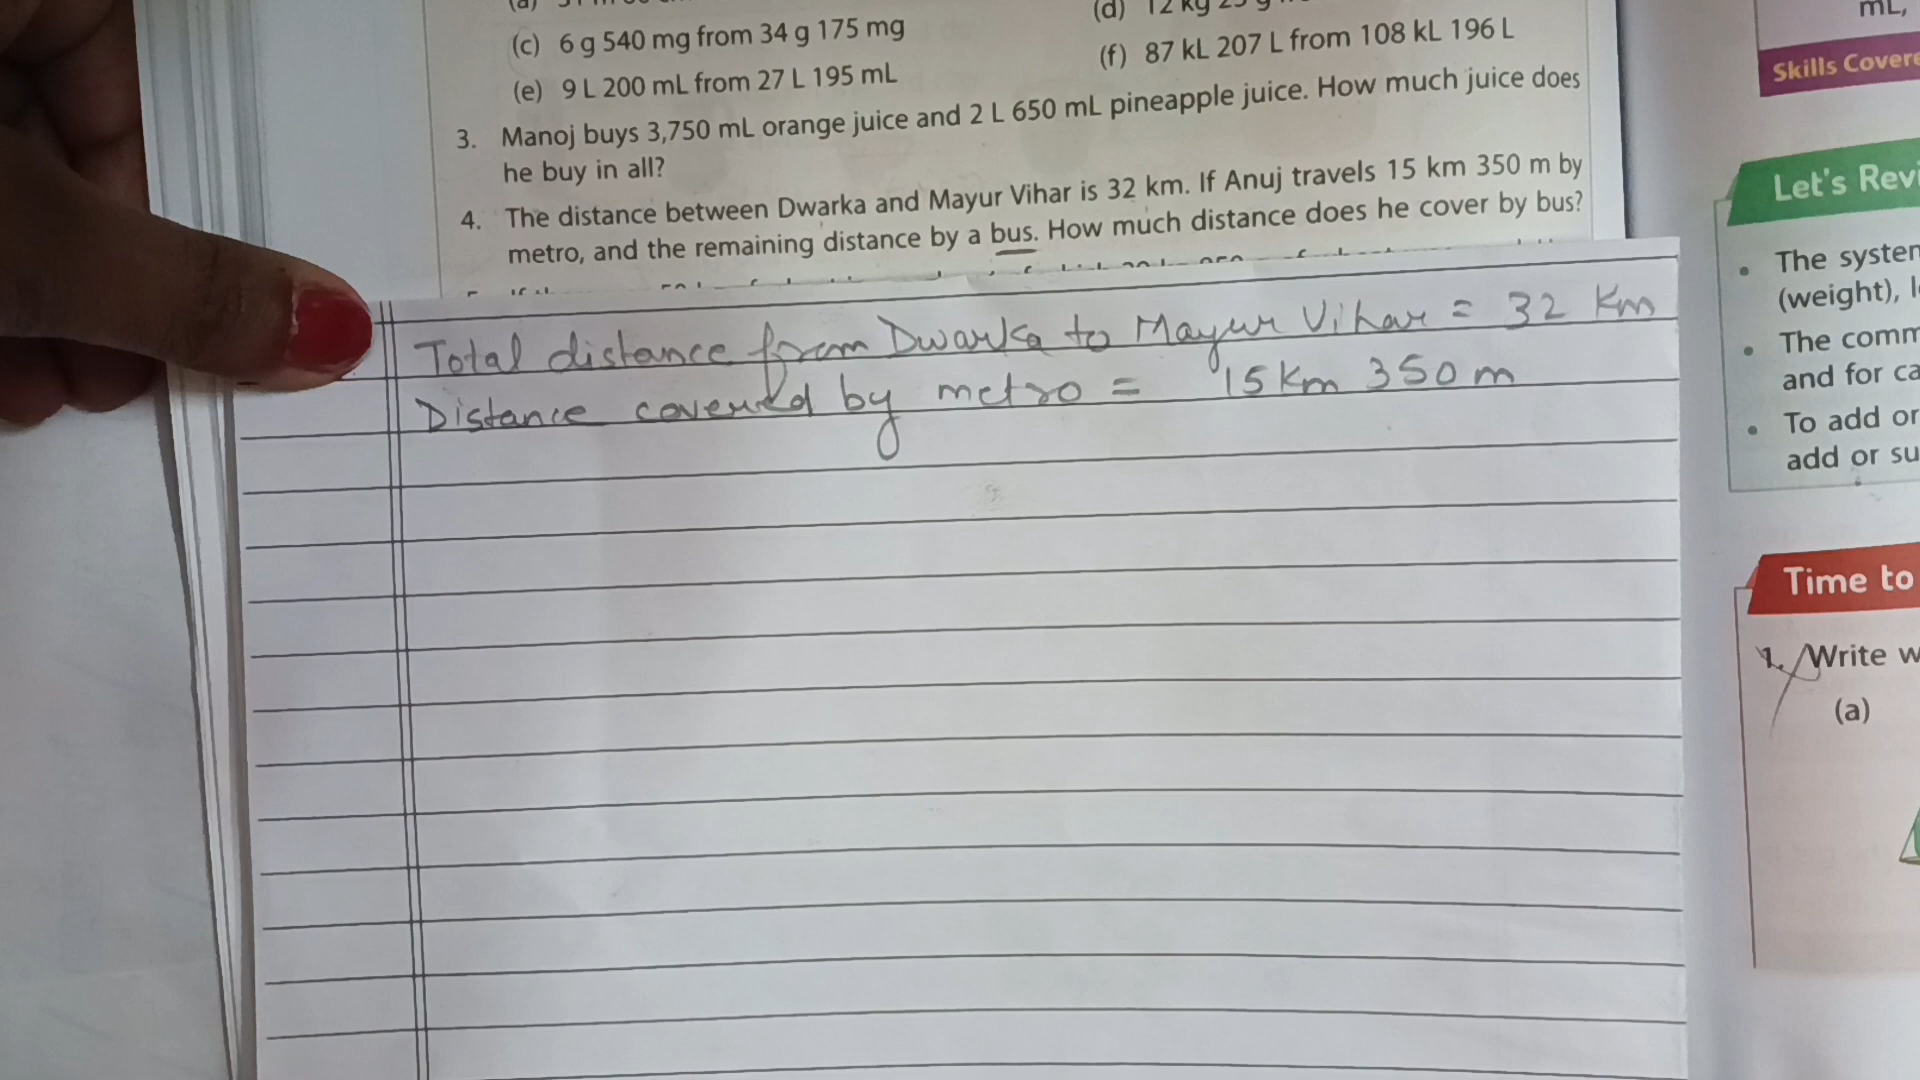 (c) 6 g 540 mg from 34 g 175 mg
(d) 12 kg
(e) 9 L 200 mL from 27 L 195 mL
(f) 87 kL 207 L from 108 kL 196 L
3. Manoj buys 3,750 mL orange juice and 2 L 650 mL pineapple juice. How much juice does
he buy in all?
4. The distance between Dwarka and Mayur Vihar is 32 km. If Anuj travels 15 km 350 m by
metro, and the remaining distance by a bus. How much distance does he cover by bus?
Total distance from Dwarka to Mayur Vihar = 32 Km
Distance covered by metro = 15 Km 350 m
mL,
Skills Covere
Let's Revi
• The system
(weight), l
• The comm
and for ca
• To add or
add or su
Time to
1. Write w
(a)